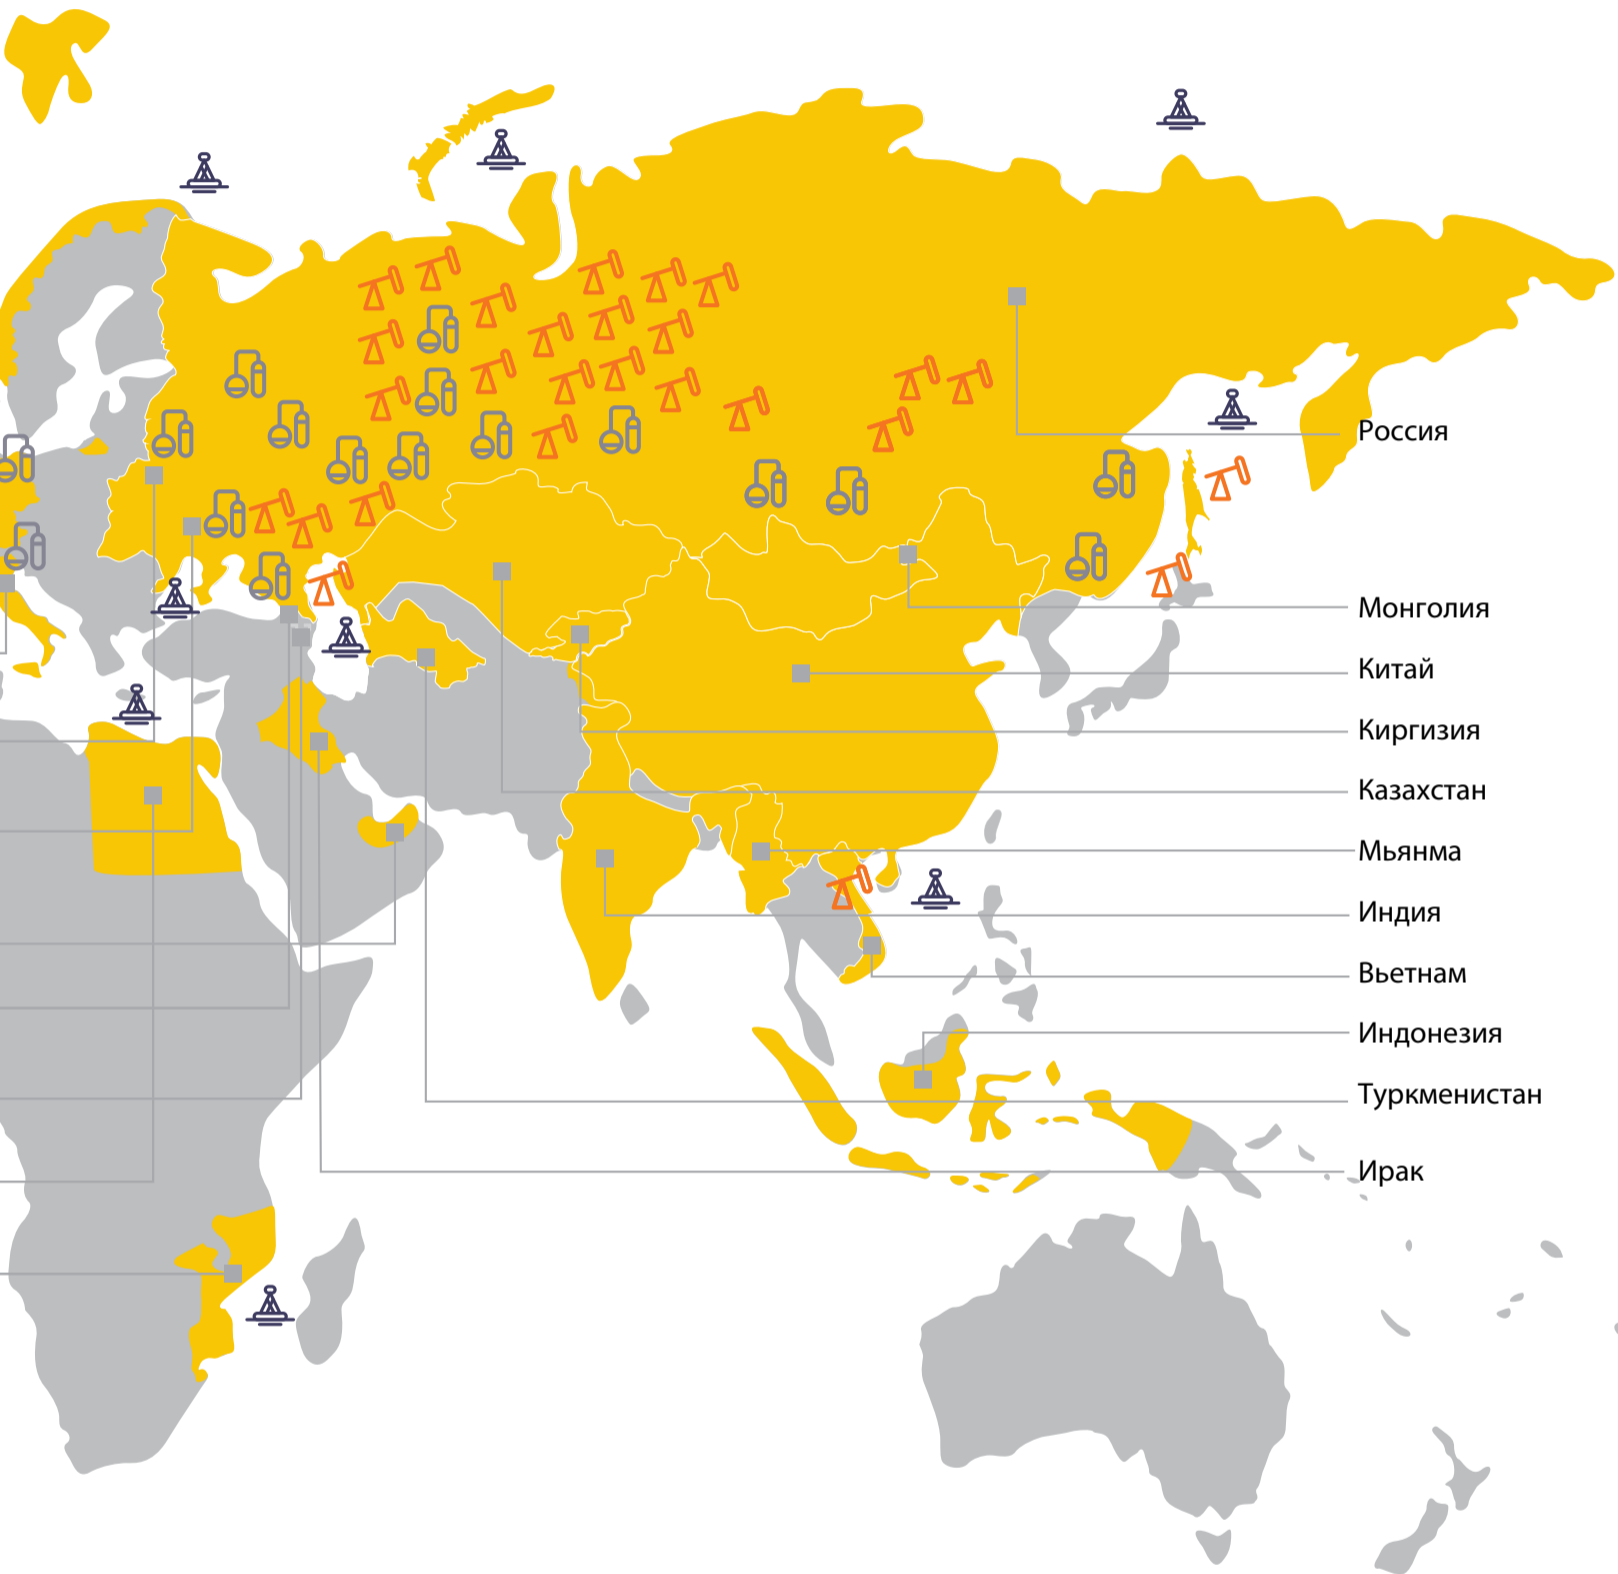 Россия
Монголия
Китай
Киргизия
Казахстан
Мьянма
Индия
Вьетнам
Индонезия
Туркменистан
Ирак